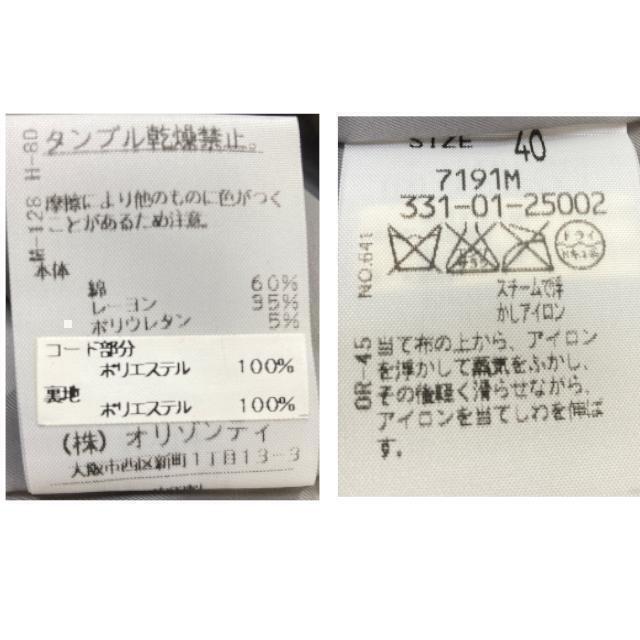 H-8D
タンブル乾燥禁止。
M-128
摩擦により他のものに色がつく
ことがあるため注意。
本体
綿 60%
レーヨン 35%
ポリウレタン 5%
コード部分
ポリエステル 100%
裏地
ポリエステル 100%
(株) オリゾンティ
大阪市西区新町1丁目13-3
SIZE 40
7191M
331-01-25002
NO.641
ドライ
スチームで浮
かしアイロン
OR-45
当て布の上から、アイロン
を浮かして蒸気をふかし、
その後軽く滑らせながら、
アイロンを当てしわを伸ば
す。